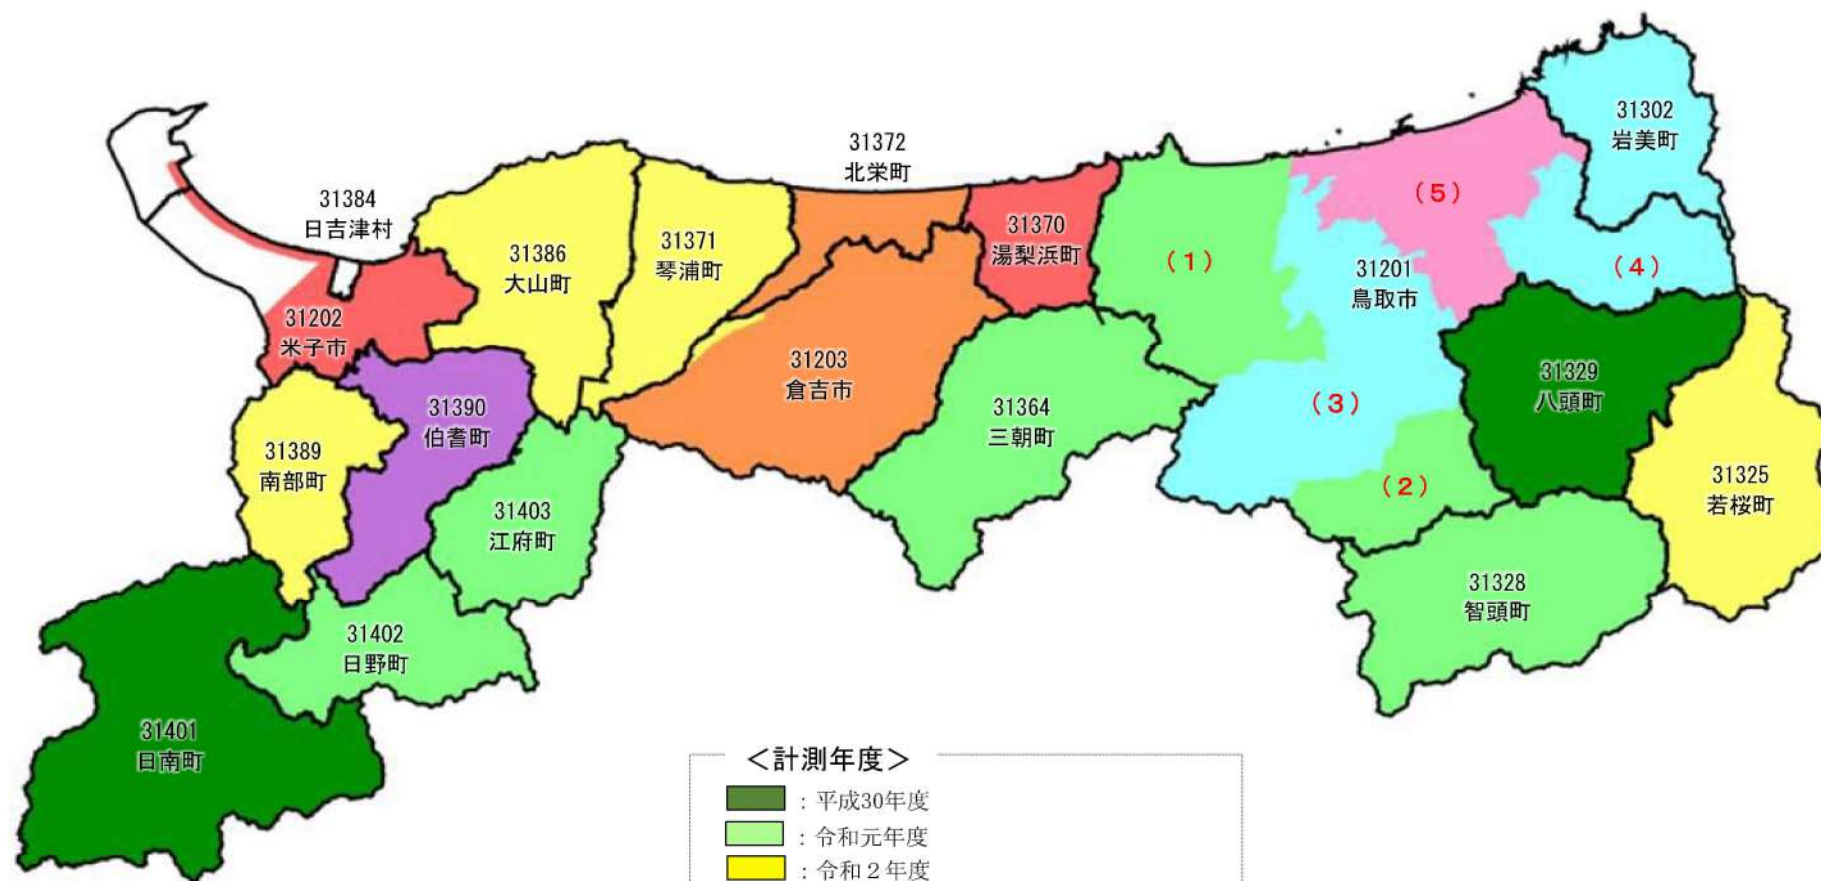 31302
岩美町
31372
北栄町
(5)
31384
日吉津村
31370
湯梨浜町
31371
琴浦町
31386
大山町
(1)
31201
鳥取市
(4)
31202
米子市
31203
倉吉市
31329
八頭町
31390
伯耆町
31364
三朝町
(3)
31389
南部町
(2)
31325
若桜町
31403
江府町
31328
智頭町
31402
日野町
31401
日南町
＜計測年度＞
：平成30年度
：令和元年度
：令和２年度